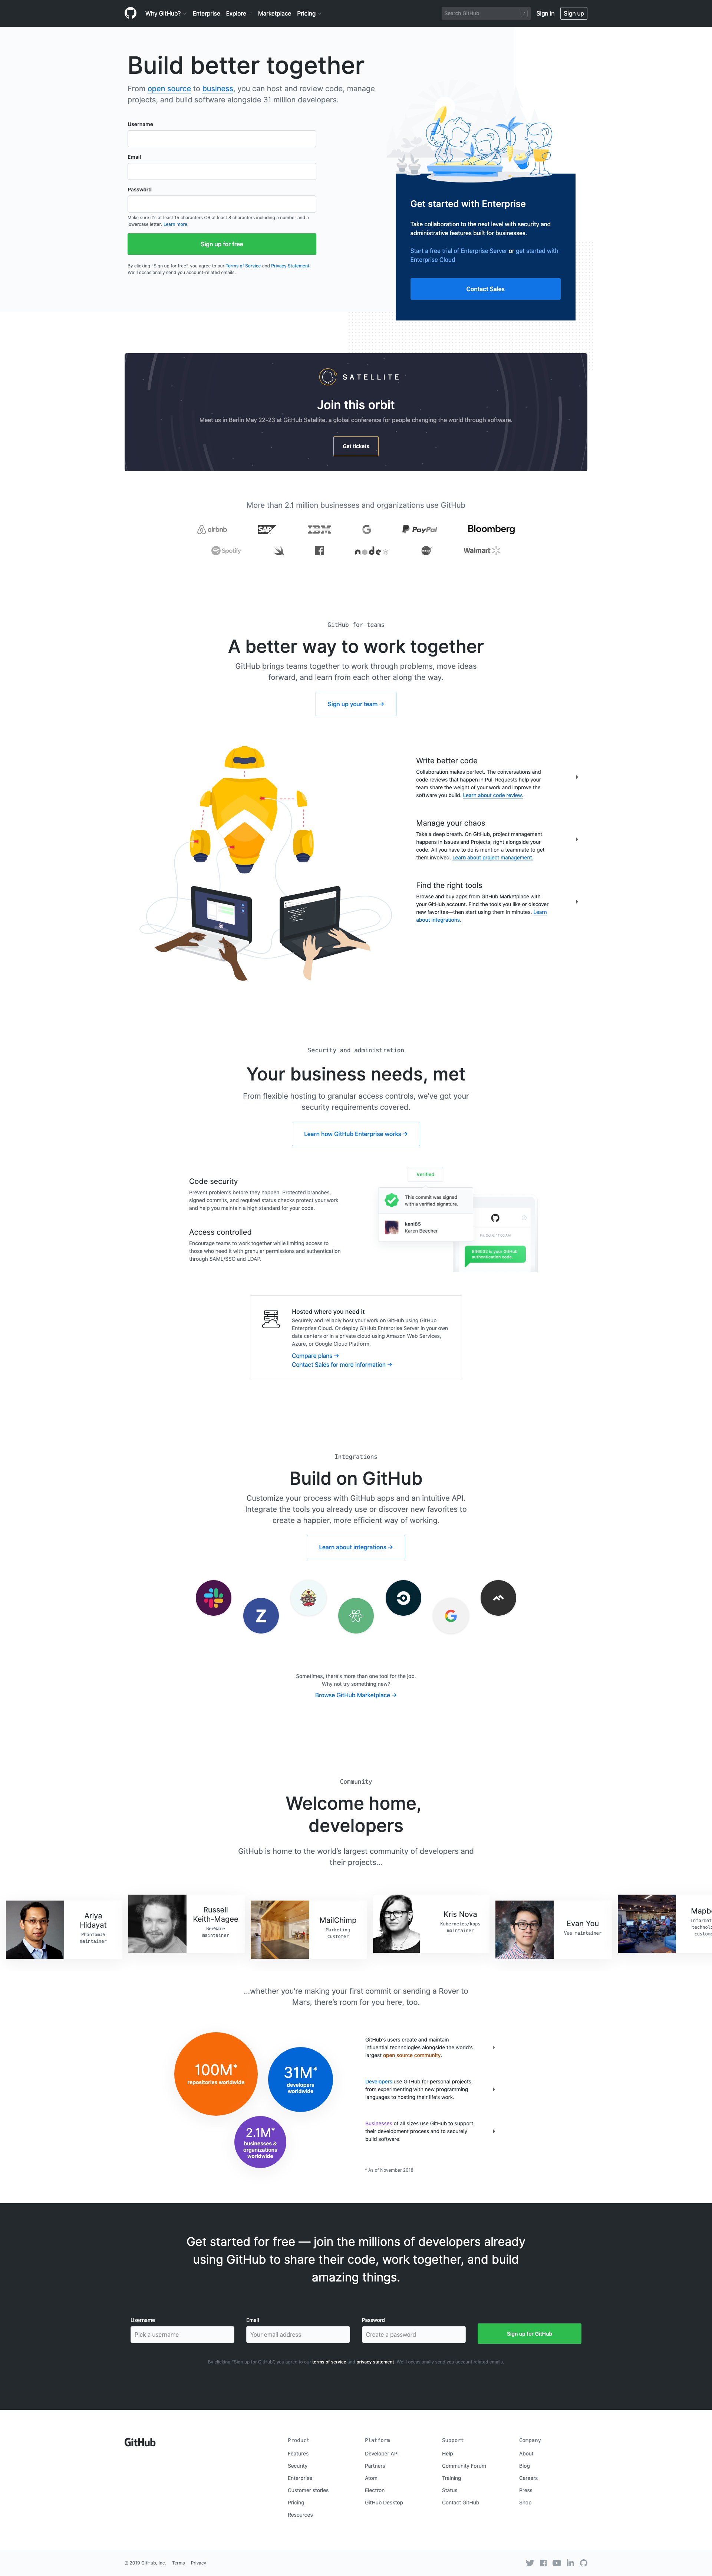 Why GitHub?
Enterprise
Explore
Marketplace
Pricing
Search GitHub
Sign in
Sign up
Build better together
From open source to business, you can host and review code, manage
projects, and build software alongside 31 million developers.
Username
Email
Password
Make sure it's at least 15 characters OR at least 8 characters including a number and a
lowercase letter. Learn more.
Sign up for free
By clicking "Sign up for free", you agree to our Terms of Service and Privacy Statement.
We'll occasionally send you account-related emails.
Get started with Enterprise
Take collaboration to the next level with security and
administrative features built for businesses.
Start a free trial of Enterprise Server or get started with
Enterprise Cloud
Contact Sales
SATELLITE
Join this orbit
Meet us in Berlin May 22-23 at GitHub Satellite, a global conference for people changing the world through software.
Get tickets
More than 2.1 million businesses and organizations use GitHub
airbnb
SAP
IBM
G
PayPal
Bloomberg
Spotify
node
Walmart
GitHub for teams
A better way to work together
GitHub brings teams together to work through problems, move ideas
forward, and learn from each other along the way.
Sign up your team →
Write better code
Collaboration makes perfect. The conversations and
code reviews that happen in Pull Requests help your
team share the weight of your work and improve the
software you build. Learn about code review.
Manage your chaos
Take a deep breath. On GitHub, project management
happens in Issues and Projects, right alongside your
code. All you have to do is mention a teammate to get
them involved. Learn about project management.
Find the right tools
Browse and buy apps from GitHub Marketplace with
your GitHub account. Find the tools you like or discover
new favorites—then start using them in minutes. Learn
about integrations.
Security and administration
Your business needs, met
From flexible hosting to granular access controls, we've got your
security requirements covered.
Learn how GitHub Enterprise works →
Code security
Prevent problems before they happen. Protected branches,
signed commits, and required status checks protect your work
and help you maintain a high standard for your code.
Access controlled
Encourage teams to work together while limiting access to
those who need it with granular permissions and authentication
through SAML/SSO and LDAP.
Verified
This commit was signed
with a verified signature.
keni85
Karen Beecher
is your GitHub
authentication code.
Hosted where you need it
Securely and reliably host your work on GitHub using GitHub
Enterprise Cloud. Or deploy GitHub Enterprise Server in your own
data centers or in a private cloud using Amazon Web Services,
Azure, or Google Cloud Platform.
Compare plans →
Contact Sales for more information →
Integrations
Build on GitHub
Customize your process with GitHub apps and an intuitive API.
Integrate the tools you already use or discover new favorites to
create a happier, more efficient way of working.
Learn about integrations →
Z
G
Sometimes, there's more than one tool for the job.
Why not try something new?
Browse GitHub Marketplace →
Community
Welcome home,
developers
GitHub is home to the world's largest community of developers and
their projects...
Ariya
Hidayat
PhantomJS
maintainer
Russell
Keith-Magee
BeeWare
maintainer
MailChimp
Marketing
customer
Kris Nova
Kubernetes/kops
maintainer
Evan You
Vue maintainer
Mapb
Informat
technolo
custome
...whether you're making your first commit or sending a Rover to
Mars, there's room for you here, too.
100M*
repositories worldwide
31M*
developers
worldwide
2.1M*
businesses &
organizations
worldwide
GitHub's users create and maintain
influential technologies alongside the world's
largest open source community.
Developers use GitHub for personal projects,
from experimenting with new programming
languages to hosting their life's work.
Businesses of all sizes use GitHub to support
their development process and to securely
build software.
* As of November 2018
Get started for free — join the millions of developers already
using GitHub to share their code, work together, and build
amazing things.
Username
Pick a username
Email
Your email address
Password
Create a password
Sign up for GitHub
By clicking "Sign up for GitHub", you agree to our terms of service and privacy statement. We'll occasionally send you account related emails.
GitHub
Product
Features
Security
Enterprise
Customer stories
Pricing
Resources
Platform
Developer API
Partners
Atom
Electron
GitHub Desktop
Support
Help
Community Forum
Training
Status
Contact GitHub
Company
About
Blog
Careers
Press
Shop
© 2019 GitHub, Inc.
Terms
Privacy